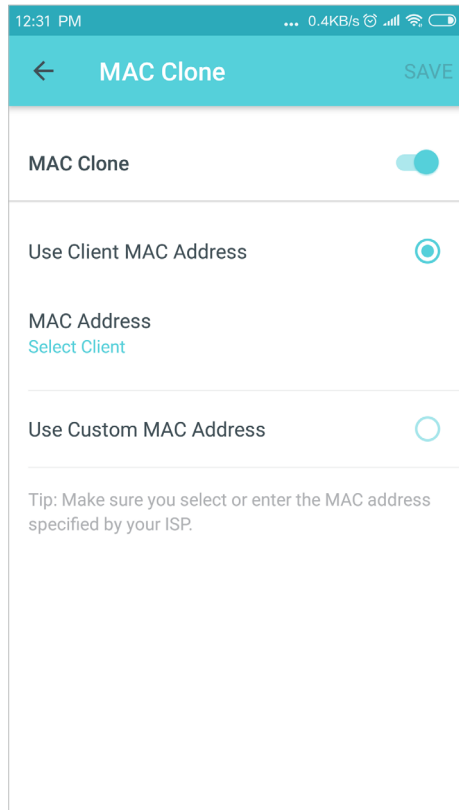 12:31 PM ... 0.4KB/s
MAC Clone SAVE
MAC Clone
Use Client MAC Address
MAC Address
Select Client
Use Custom MAC Address
Tip: Make sure you select or enter the MAC address
specified by your ISP.